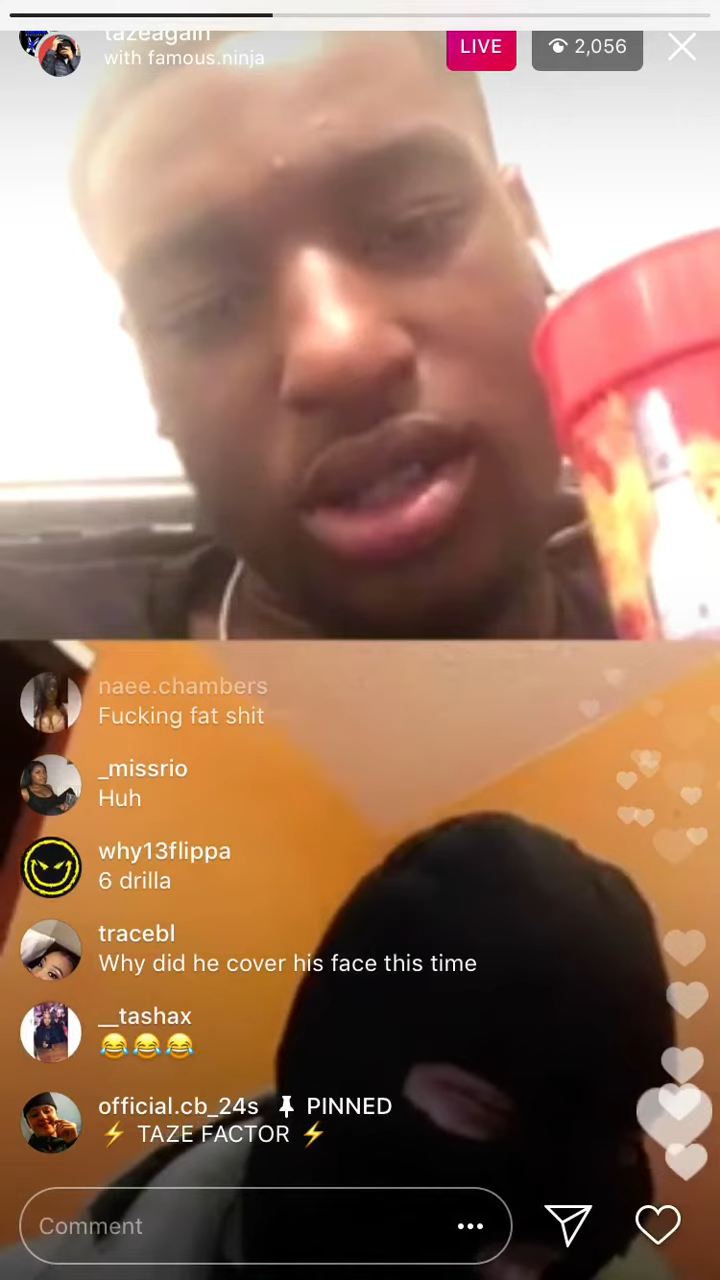 tazeagain
with famous.ninja
LIVE
2,056
naee.chambers
Fucking fat shit
_missrio
Huh
why13flippa
6 drilla
tracebl
Why did he cover his face this time
__tashax
😂😂😂
official.cb_24s PINNED
⚡ TAZE FACTOR ⚡
Comment